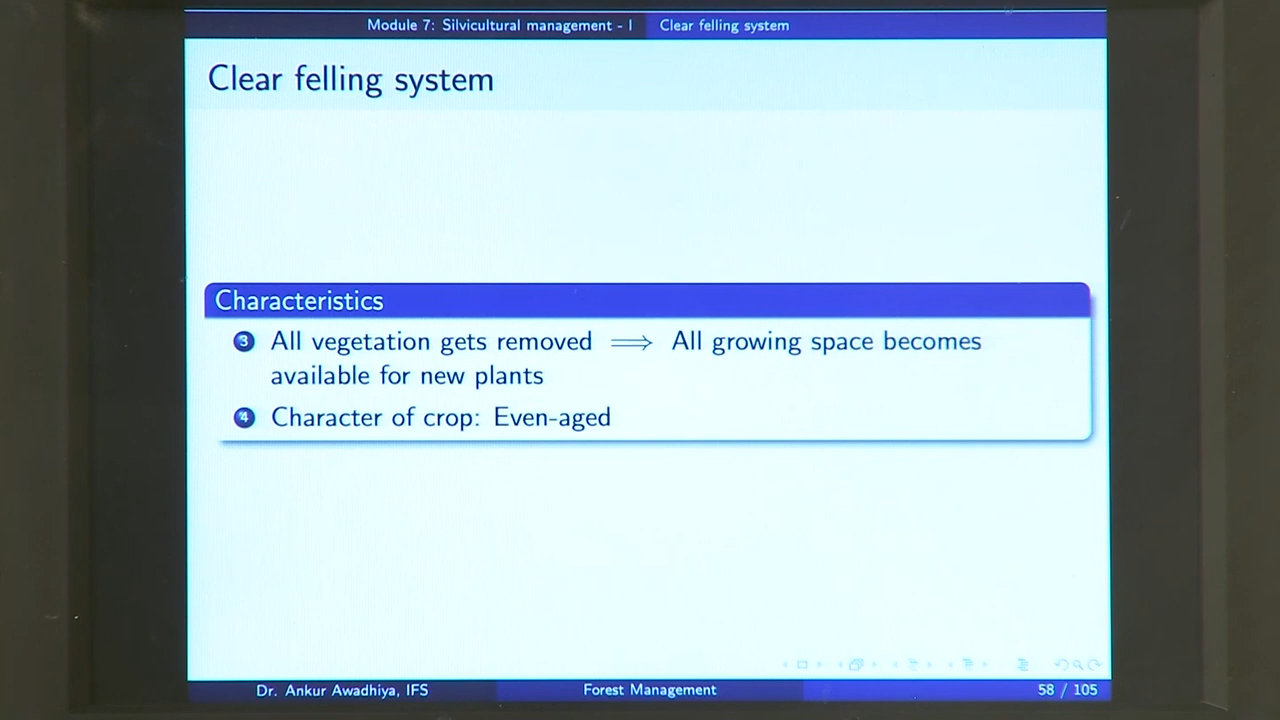 Module 7: Silvicultural management - I
Clear felling system
Clear felling system
Characteristics
3 All vegetation gets removed ⟹ All growing space becomes
available for new plants
4 Character of crop: Even-aged
Dr. Ankur Awadhiya, IFS
Forest Management
58 / 105